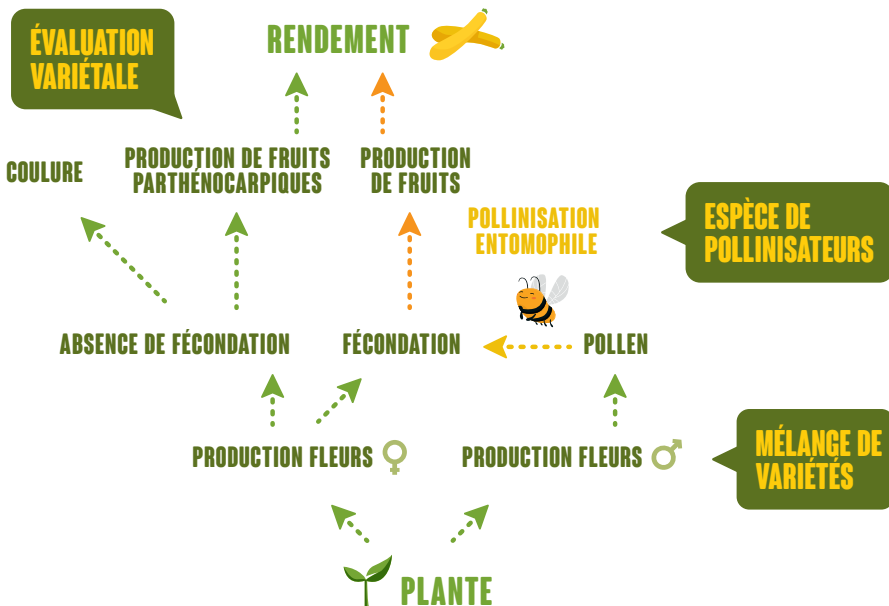 ÉVALUATION
VARIÉTALE
RENDEMENT
COULURE
PRODUCTION DE FRUITS
PARTHÉNOCARPIQUES
PRODUCTION
DE FRUITS
POLLINISATION
ENTOMOPHILE
ESPÈCE DE
POLLINISATEURS
ABSENCE DE FÉCONDATION
FÉCONDATION
POLLEN
PRODUCTION FLEURS ♀
PRODUCTION FLEURS ♂
MÉLANGE DE
VARIÉTÉS
PLANTE